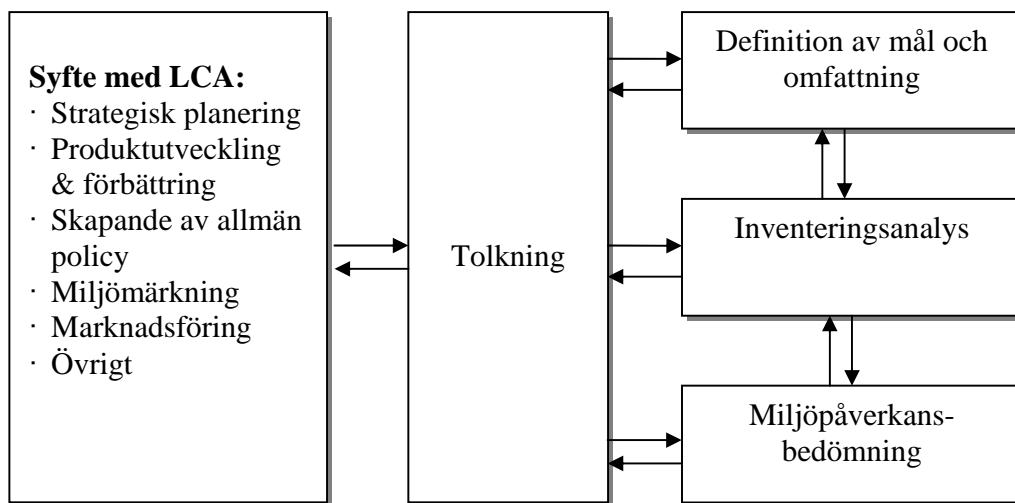 Syfte med LCA:
· Strategisk planering
· Produktutveckling
& förbättring
· Skapande av allmän
policy
· Miljömärkning
· Marknadsföring
· Övrigt
Tolkning
Definition av mål och
omfattning
Inventeringsanalys
Miljöpåverkans-
bedömning